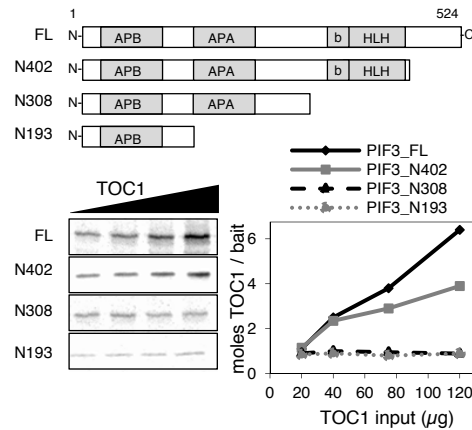 1 524
FL N- APB APA b HLH -C
N402 N- APB APA b HLH
N308 N- APB APA
N193 N- APB
TOC1
FL
N402
N308
N193
PIF3_FL
PIF3_N402
PIF3_N308
PIF3_N193
moles TOC1 / bait
6
4
2
0
0 20 40 60 80 100 120
TOC1 input (µg)